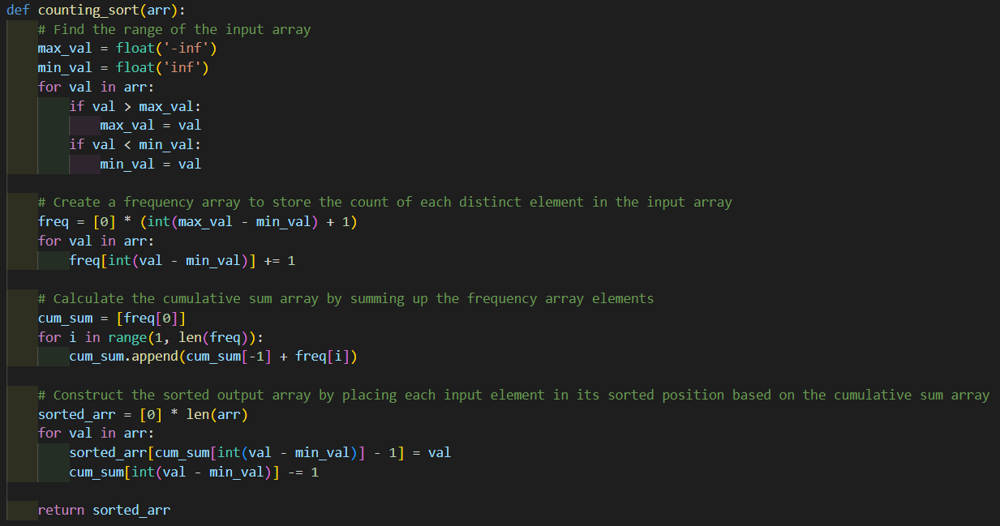 def counting_sort(arr):
    # Find the range of the input array
    max_val = float('-inf')
    min_val = float('inf')
    for val in arr:
        if val > max_val:
            max_val = val
        if val < min_val:
            min_val = val

    # Create a frequency array to store the count of each distinct element in the input array
    freq = [0] * (int(max_val - min_val) + 1)
    for val in arr:
        freq[int(val - min_val)] += 1

    # Calculate the cumulative sum array by summing up the frequency array elements
    cum_sum = [freq[0]]
    for i in range(1, len(freq)):
        cum_sum.append(cum_sum[-1] + freq[i])

    # Construct the sorted output array by placing each input element in its sorted position based on the cumulative sum array
    sorted_arr = [0] * len(arr)
    for val in arr:
        sorted_arr[cum_sum[int(val - min_val)] - 1] = val
        cum_sum[int(val - min_val)] -= 1

    return sorted_arr